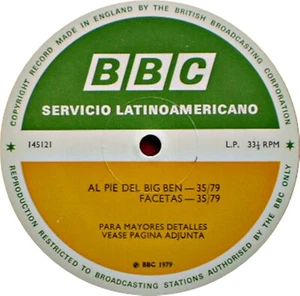 COPYRIGHT RECORD MADE IN ENGLAND BY THE BRITISH BROADCASTING CORPORATION
BBC
SERVICIO LATINOAMERICANO
145121
L.P. 33⅓ RPM
AL PIE DEL BIG BEN — 35/79
FACETAS — 35/79
PARA MAYORES DETALLES
VEASE PAGINA ADJUNTA
℗ BBC 1979
REPRODUCTION RESTRICTED TO BROADCASTING STATIONS AUTHORISED BY THE BBC ONLY